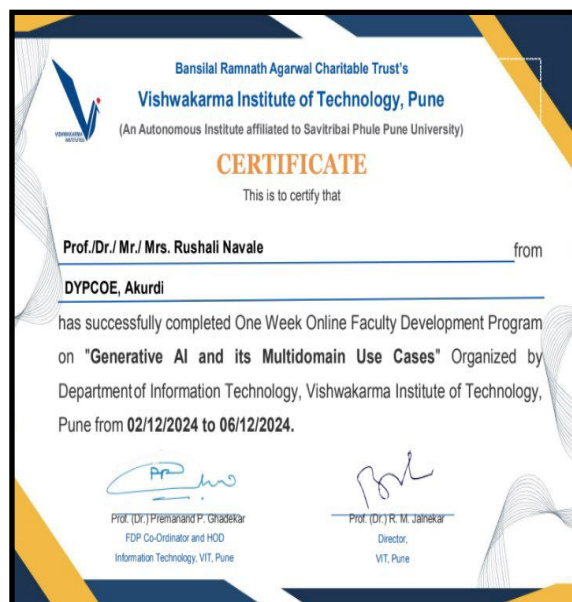 Bansilal Ramnath Agarwal Charitable Trust's
Vishwakarma Institute of Technology, Pune
(An Autonomous Institute affiliated to Savitribai Phule Pune University)
VISHWAKARMA
INSTITUTES
CERTIFICATE
This is to certify that
Prof./Dr./ Mr./ Mrs. Rushali Navale from
DYPCOE, Akurdi
has successfully completed One Week Online Faculty Development Program
on "Generative AI and its Multidomain Use Cases" Organized by
Department of Information Technology, Vishwakarma Institute of Technology,
Pune from 02/12/2024 to 06/12/2024.
Prof. (Dr.) Premanand P. Ghadekar
FDP Co-Ordinator and HOD
Information Technology, VIT, Pune
Prof. (Dr.) R. M. Jalnekar
Director,
VIT, Pune